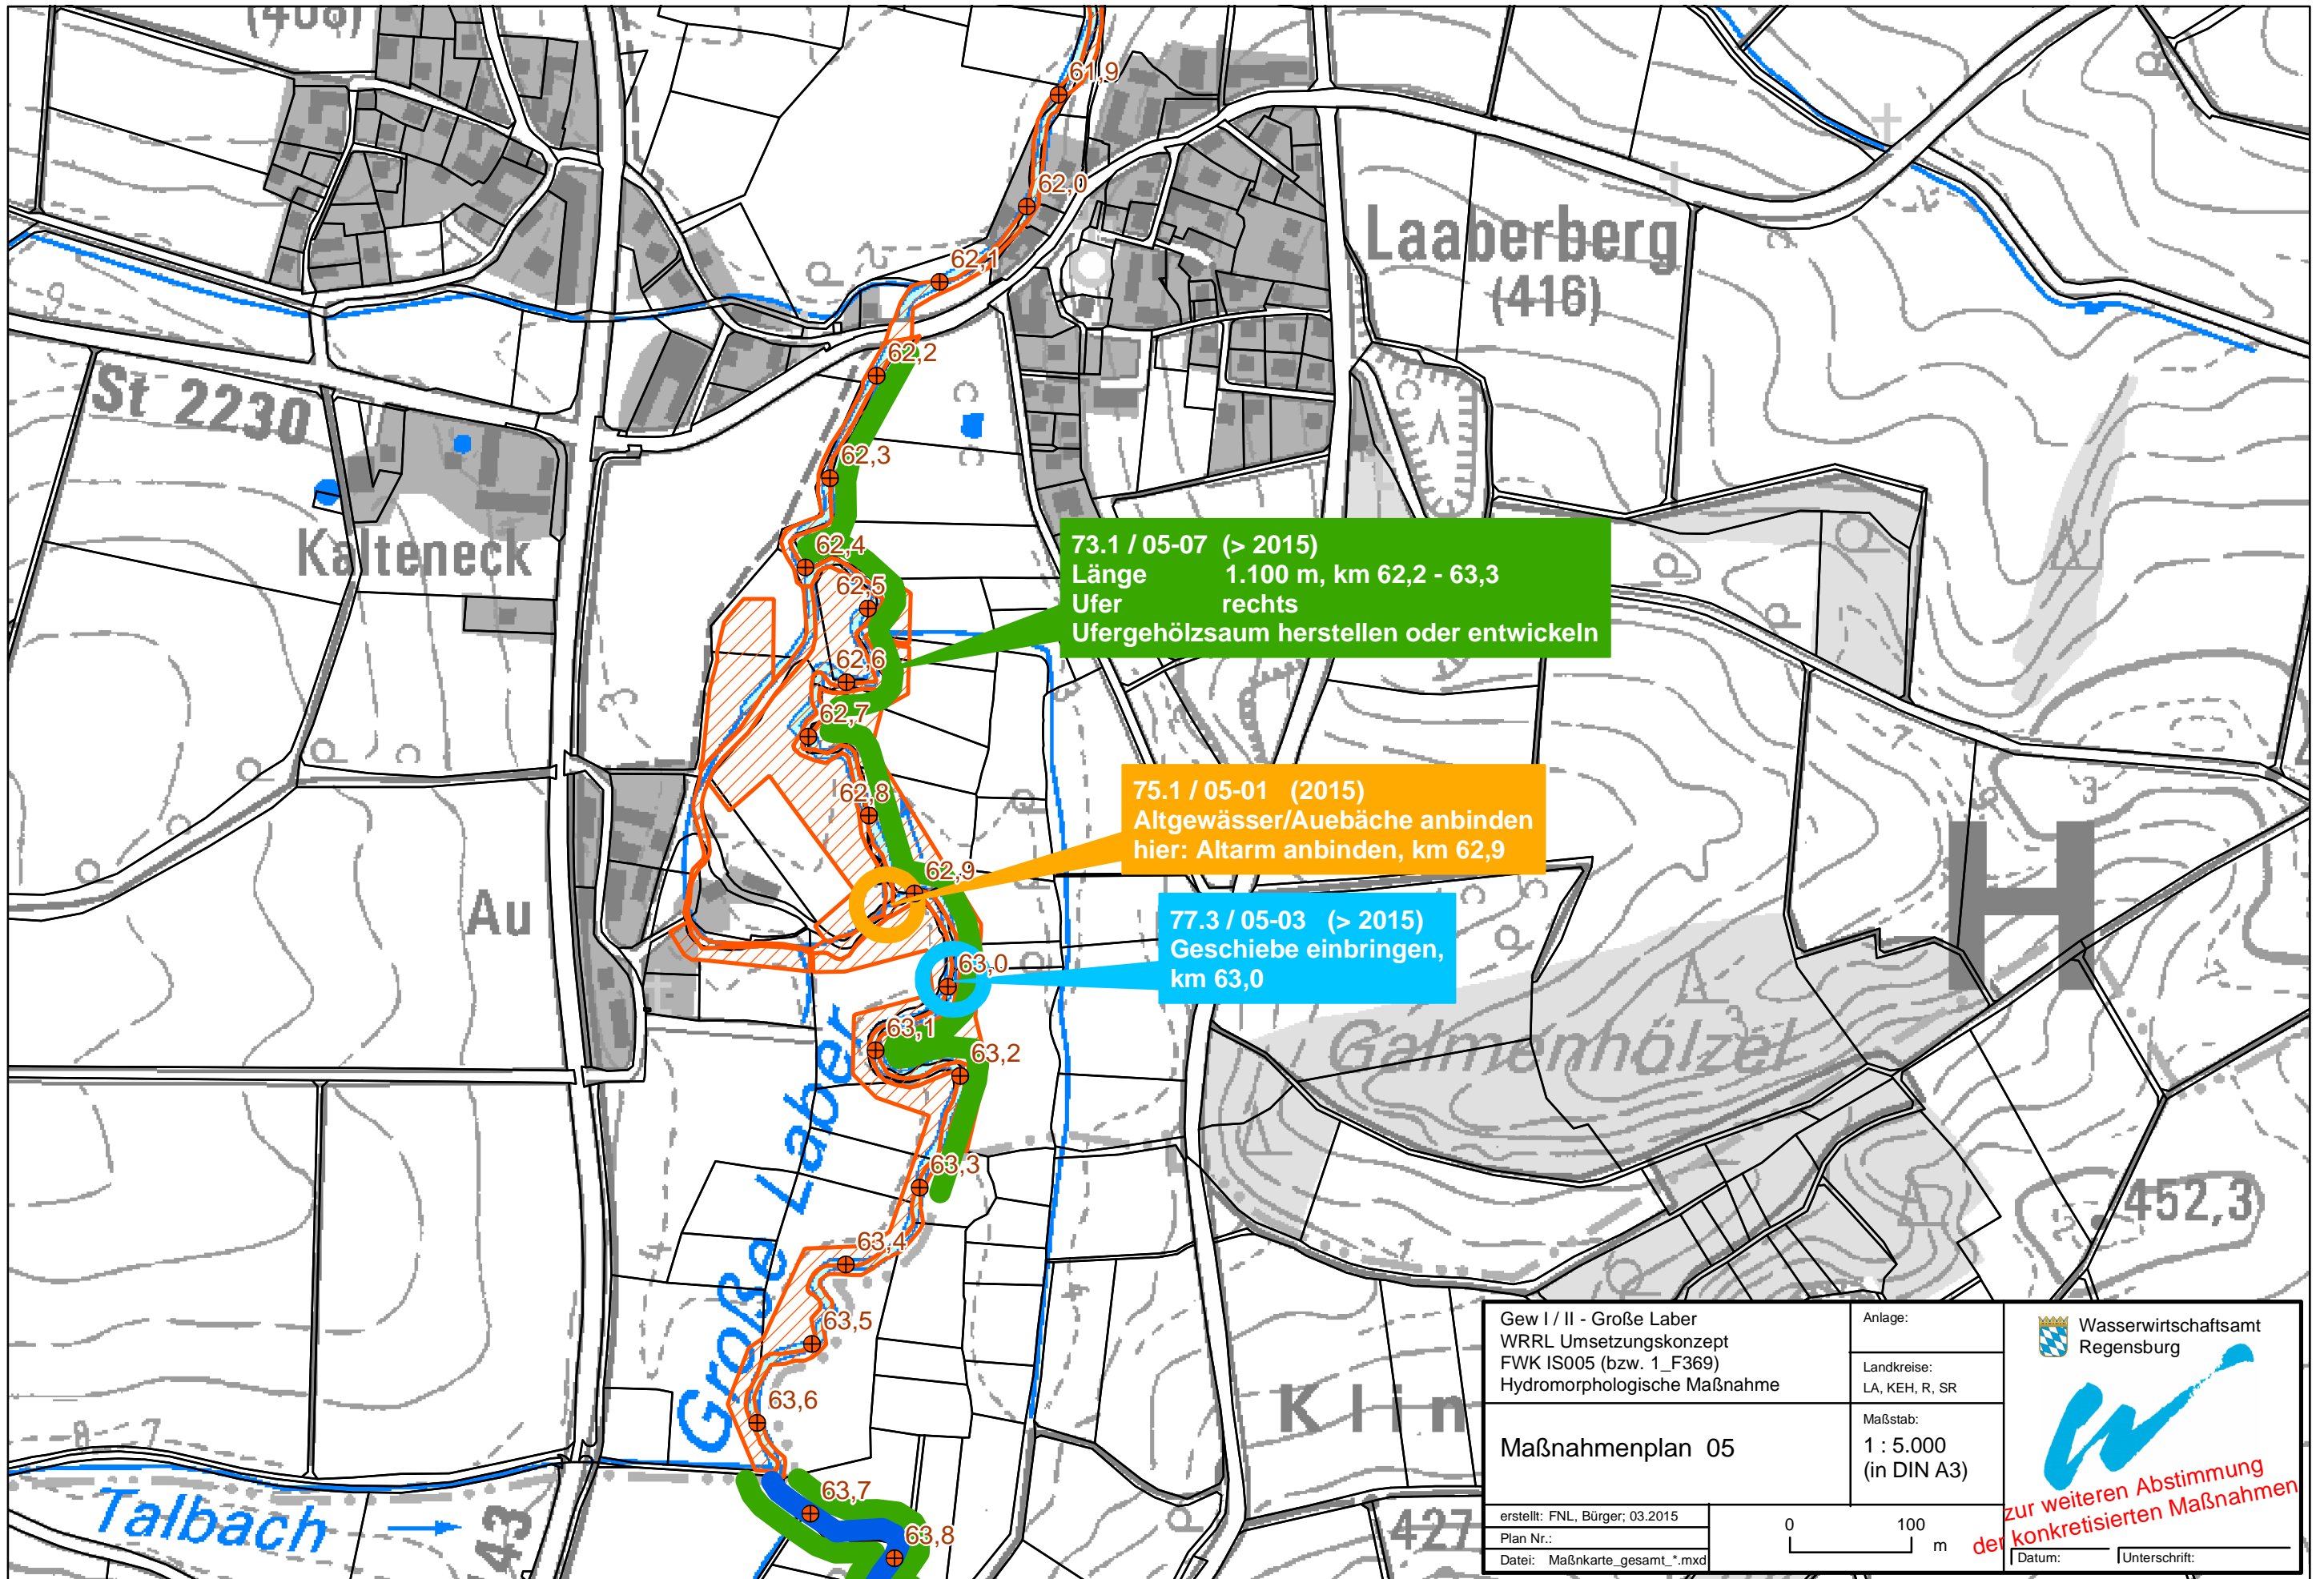 (408)
61,9
62,0
Laaberberg
(416)
62,1
62,2
St 2230
62,3
Kalteneck
62,4
62,5
73.1 / 05-07 (> 2015)
Länge 1.100 m, km 62,2 - 63,3
Ufer rechts
Ufergehölzsaum herstellen oder entwickeln
62,6
62,7
62,8
75.1 / 05-01 (2015)
Altgewässer/Auebäche anbinden
hier: Altarm anbinden, km 62,9
62,9
Au
H
77.3 / 05-03 (> 2015)
Geschiebe einbringen,
km 63,0
63,0
63,1
63,2
Galmenhölzel
Große Laber
63,3
452,3
63,4
63,5
63,6
Klin
63,7
63,8
Talbach
43
427
Gew I / II - Große Laber
WRRL Umsetzungskonzept
FWK IS005 (bzw. 1_F369)
Hydromorphologische Maßnahme
Anlage:
Landkreise:
LA, KEH, R, SR
Wasserwirtschaftsamt
Regensburg
Maßnahmenplan 05
Maßstab:
1 : 5.000
(in DIN A3)
zur weiteren Abstimmung
der konkretisierten Maßnahmen
erstellt: FNL, Bürger; 03.2015
Plan Nr.:
Datei: Maßnkarte_gesamt_*.mxd
0 100
m
Datum:
Unterschrift: